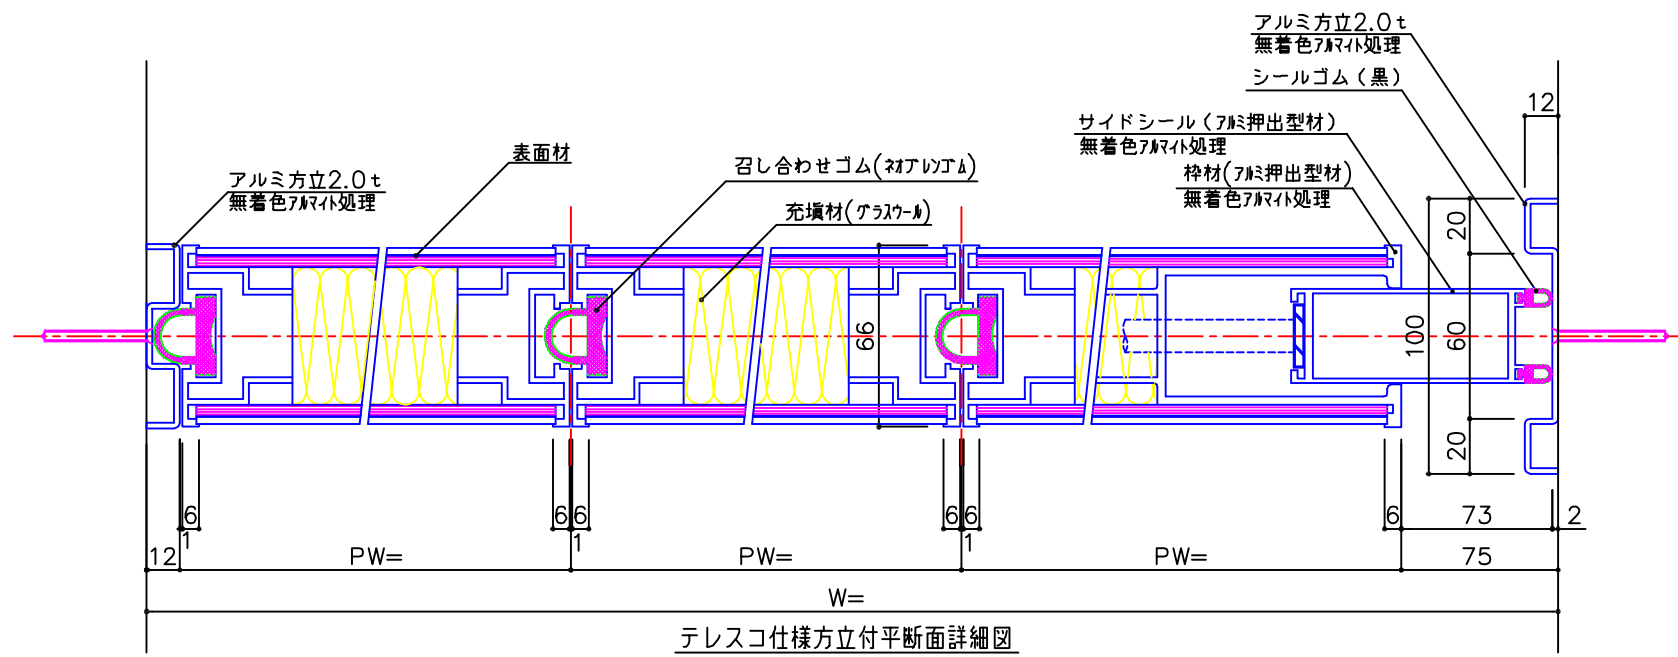 アルミ方立2.0t
無着色アルマイト処理
シールゴム(黒)
12
サイドシール(アルミ押出型材)
無着色アルマイト処理
表面材
召し合わせゴム(ネオプレンゴム)
枠材(アルミ押出型材)
無着色アルマイト処理
アルミ方立2.0t
無着色アルマイト処理
充填材(グラスウール)
20
66
100
60
20
6
6
6
6
6
6
73
2
1
1
1
12
PW=
PW=
PW=
75
W=
テレスコ仕様方立付平断面詳細図